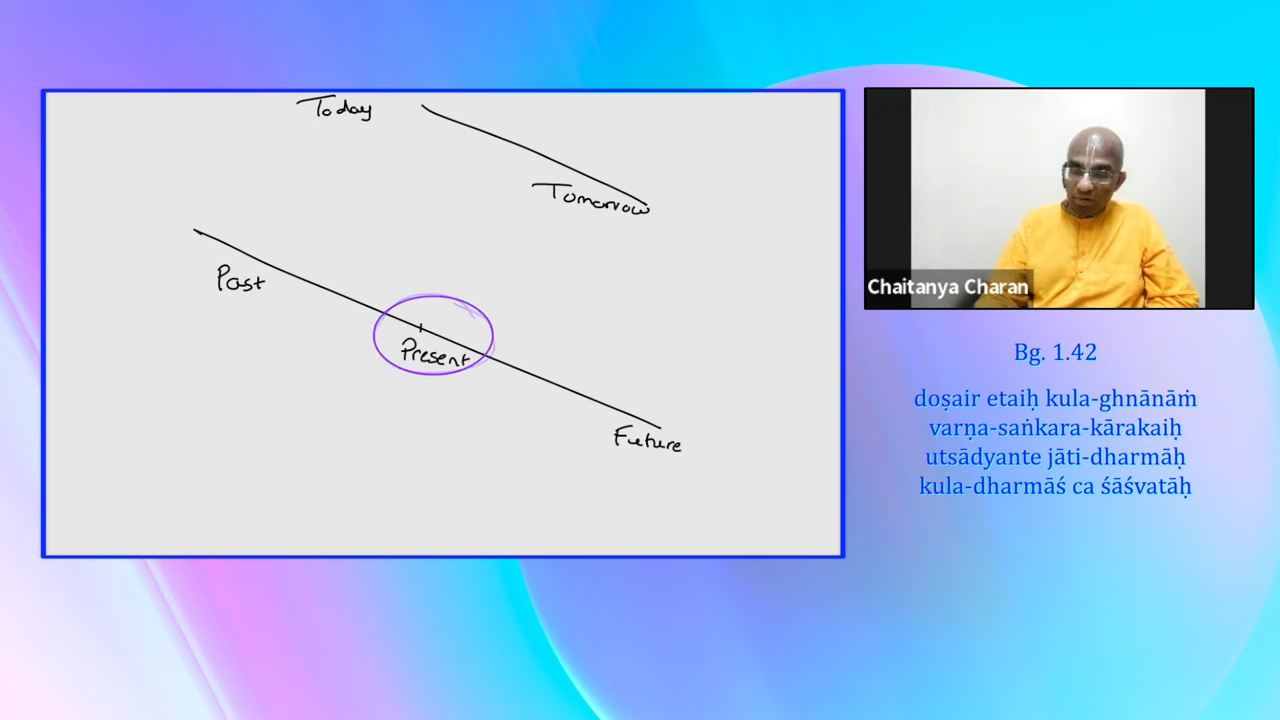 Today
Tomorrow
Past
Present
Future
Chaitanya Charan
Bg. 1.42
doṣair etaiḥ kula-ghnānāṁ
varṇa-saṅkara-kārakaiḥ
utsādyante jāti-dharmāḥ
kula-dharmāś ca śāśvatāḥ